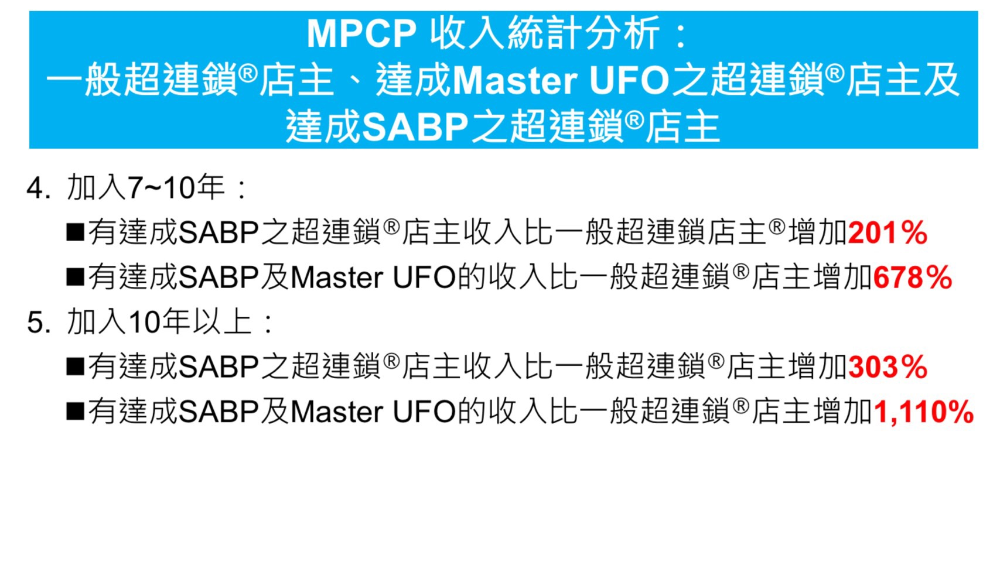 MPCP 收入統計分析：
一般超連鎖®店主、達成Master UFO之超連鎖®店主及
達成SABP之超連鎖®店主
4. 加入7~10年：
■有達成SABP之超連鎖®店主收入比一般超連鎖店主®增加201%
■有達成SABP及Master UFO的收入比一般超連鎖®店主增加678%
5. 加入10年以上：
■有達成SABP之超連鎖®店主收入比一般超連鎖®店主增加303%
■有達成SABP及Master UFO的收入比一般超連鎖®店主增加1,110%